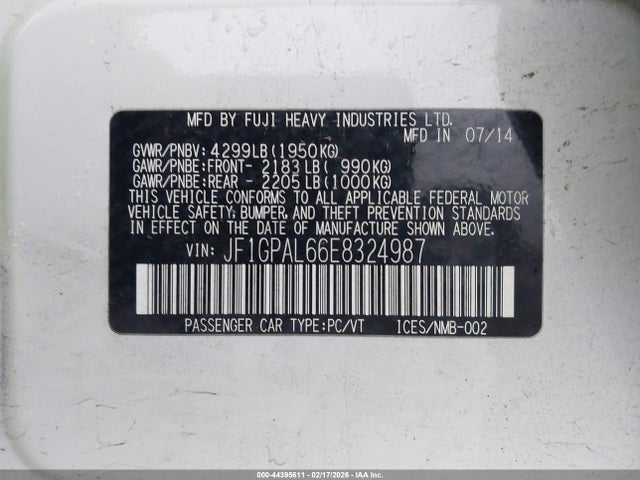 MFD BY FUJI HEAVY INDUSTRIES LTD.
MFD IN 07/14
GVWR/PNBV: 4299LB(1950KG)
GAWR/PNBE:FRONT- 2183LB( 990KG)
GAWR/PNBE:REAR - 2205LB(1000KG)
THIS VEHICLE CONFORMS TO ALL APPLICABLE FEDERAL MOTOR
VEHICLE SAFETY, BUMPER, AND THEFT PREVENTION STANDARDS
IN EFFECT ON THE DATE OF MANUFACTURE SHOWN ABOVE.
VIN: JF1GPAL66E8324987
PASSENGER CAR TYPE:PC/VT ICES/NMB-002
000-44395611 - 02/17/2026 - IAAI.COM